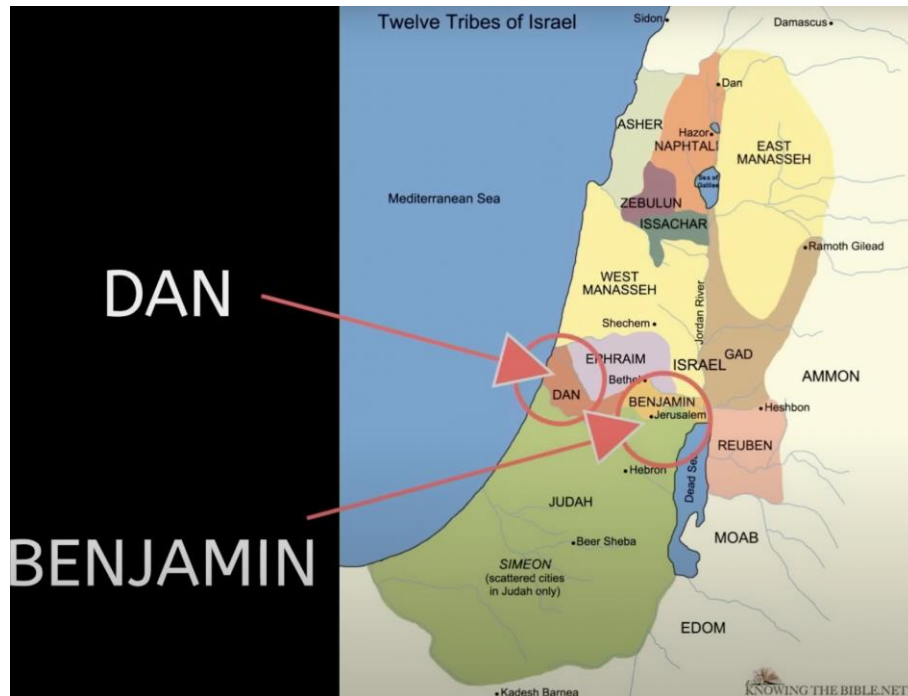 Twelve Tribes of Israel
Sidon
Damascus
Dan
ASHER
Hazor
NAPHTALI
EAST
MANASSEH
Sea of
Galilee
Mediterranean Sea
ZEBULUN
ISSACHAR
Ramoth Gilead
WEST
MANASSEH
DAN
Jordan River
Shechem
EPHRAIM
ISRAEL
GAD
Bethel
AMMON
DAN
BENJAMIN
Jerusalem
Heshbon
REUBEN
Hebron
Dead Se
JUDAH
BENJAMIN
MOAB
Beer Sheba
SIMEON
(scattered cities
in Judah only)
EDOM
Kadesh Barnea
KNOWING THE BIBLE.NET